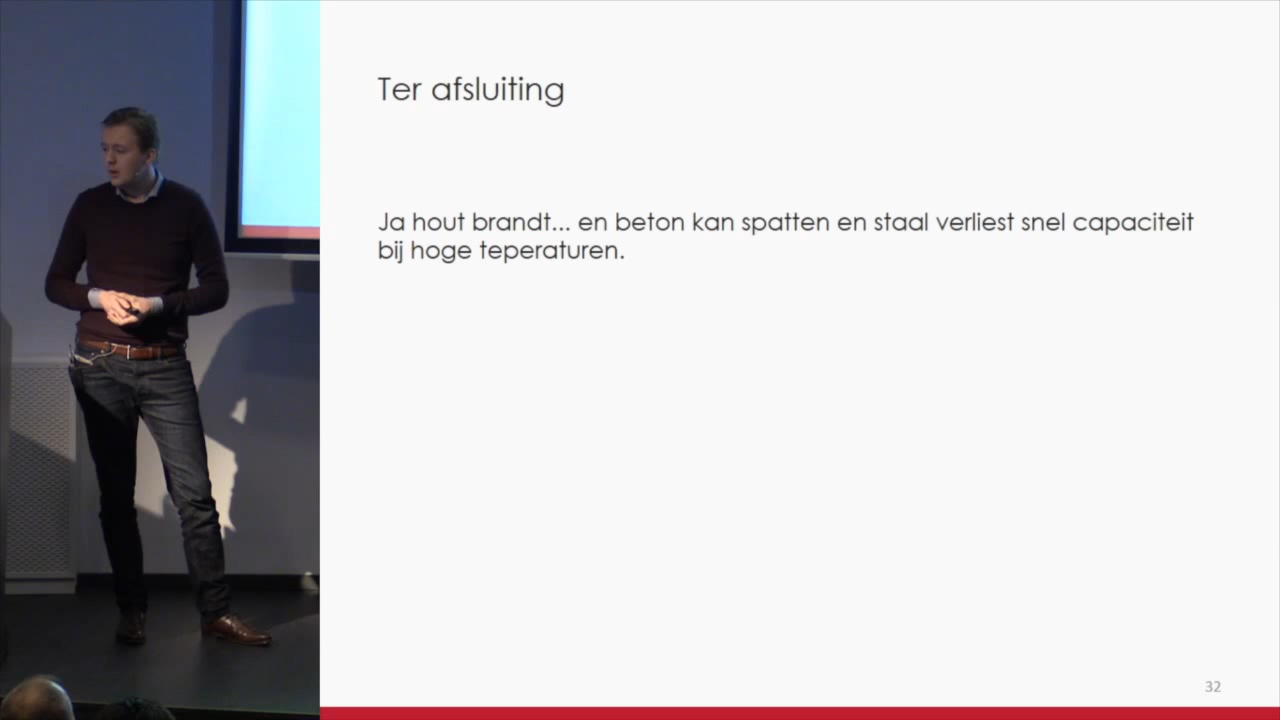 Ter afsluiting
Ja hout brandt... en beton kan spatten en staal verliest snel capaciteit
bij hoge teperaturen.
32